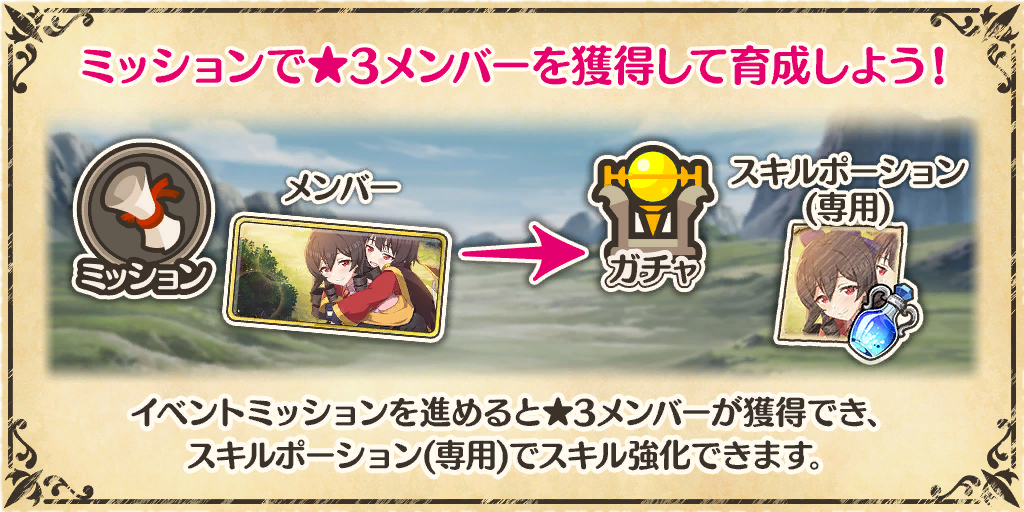 ミッションで★3メンバーを獲得して育成しよう!
メンバー
スキルポーション
(専用)
ミッション
ガチャ
イベントミッションを進めると★3メンバーが獲得でき、
スキルポーション(専用)でスキル強化できます。